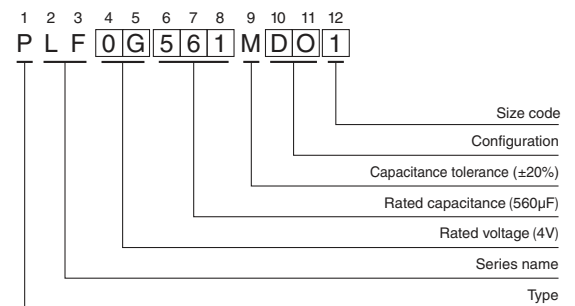 1 2 3 4 5 6 7 8 9 10 11 12
P L F 0 G 5 6 1 M D O 1
Size code
Configuration
Capacitance tolerance (±20%)
Rated capacitance (560µF)
Rated voltage (4V)
Series name
Type